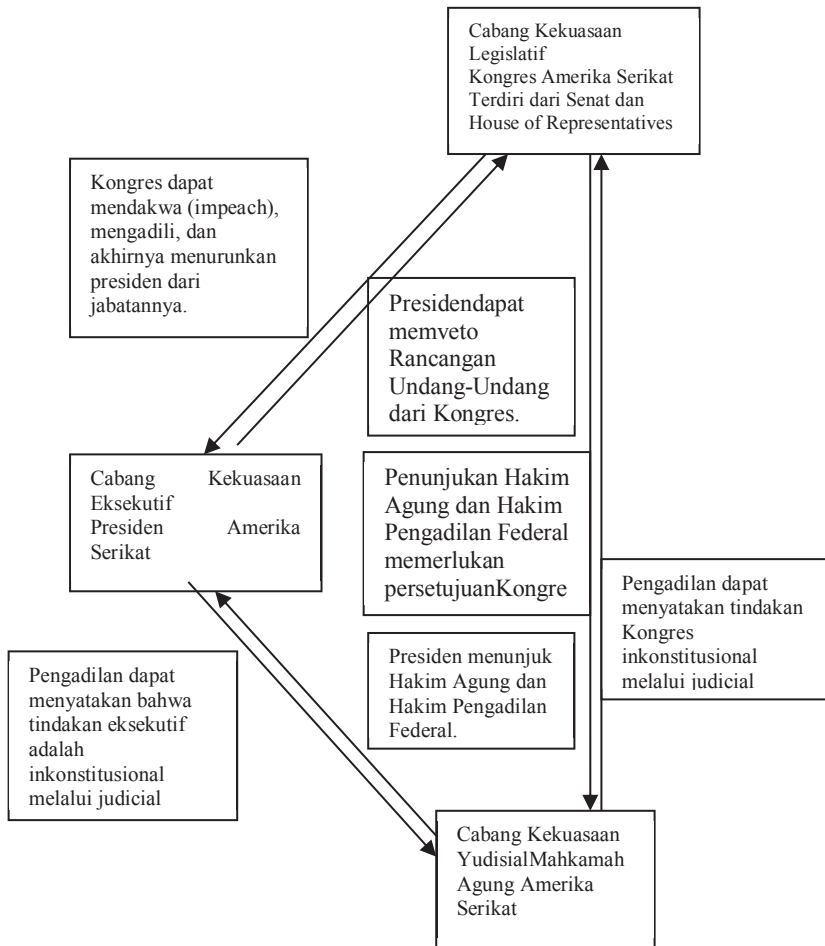 Cabang Kekuasaan
Legislatif
Kongres Amerika Serikat
Terdiri dari Senat dan
House of Representatives
Kongres dapat
mendakwa (impeach),
mengadili, dan
akhirnya menurunkan
presiden dari
jabatannya.
Presidendapat
memveto
Rancangan
Undang-Undang
dari Kongres.
Cabang Kekuasaan
Eksekutif
Presiden Amerika
Serikat
Penunjukan Hakim
Agung dan Hakim
Pengadilan Federal
memerlukan
persetujuanKongre
Pengadilan dapat
menyatakan tindakan
Kongres
inkonstitusional
melalui judicial
Presiden menunjuk
Hakim Agung dan
Hakim Pengadilan
Federal.
Pengadilan dapat
menyatakan bahwa
tindakan eksekutif
adalah
inkonstitusional
melalui judicial
Cabang Kekuasaan
YudisialMahkamah
Agung Amerika
Serikat